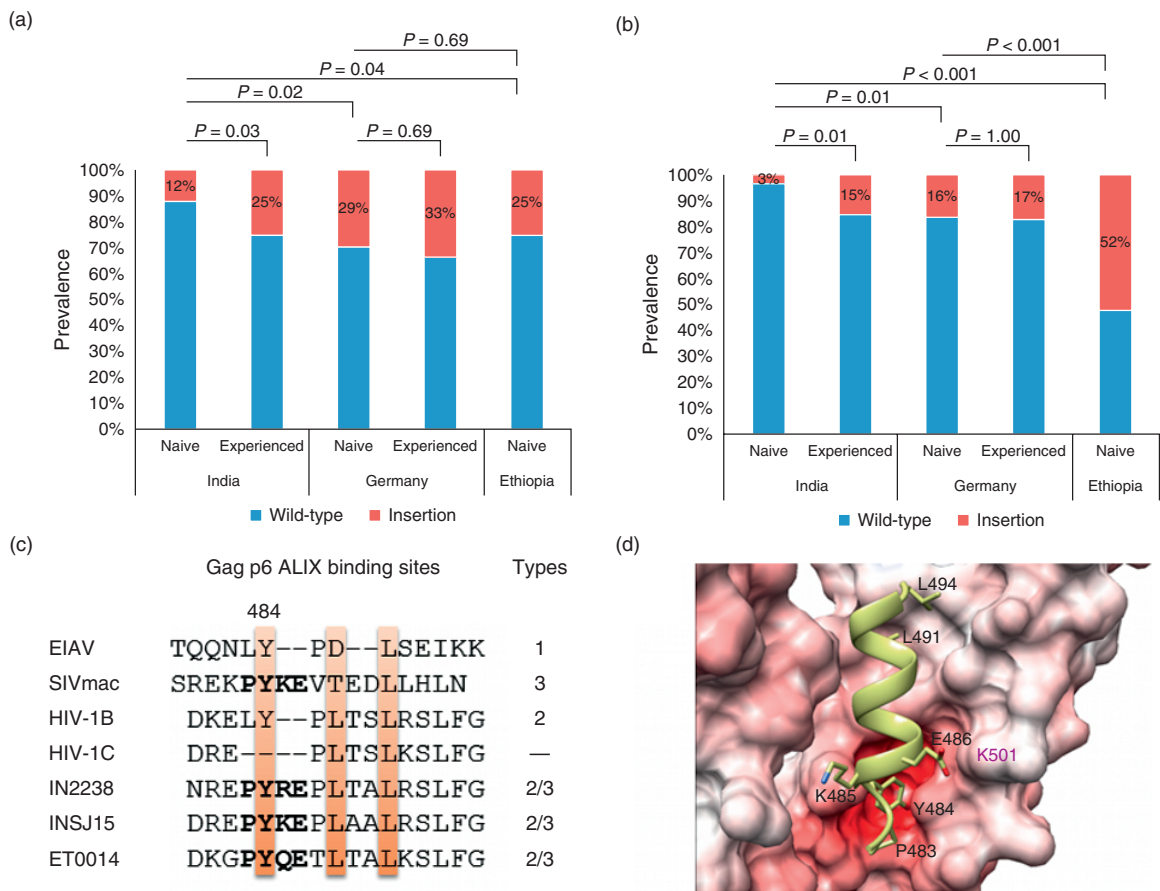 (a)
P = 0.69
P = 0.04
P = 0.02
P = 0.03
P = 0.69
100%
90%
80%
70%
60%
50%
40%
30%
20%
10%
0%
Prevalence
12%
25%
29%
33%
25%
Naive Experienced Naive Experienced Naive
India Germany Ethiopia
Wild-type Insertion
(b)
P < 0.001
P < 0.001
P = 0.01
P = 0.01
P = 1.00
100%
90%
80%
70%
60%
50%
40%
30%
20%
10%
0%
Prevalence
3%
15%
16%
17%
52%
Naive Experienced Naive Experienced Naive
India Germany Ethiopia
Wild-type Insertion
(c)
Gag p6 ALIX binding sites Types
484
EIAV TQQNLY--PD--LSEIKK 1
SIVmac SREKPYKEVTEDLLHLN 3
HIV-1B DKELY--PLTSLRSLFG 2
HIV-1C DRE----PLTSLKSLFG —
IN2238 NREPYREPLTALRSLFG 2/3
INSJ15 DREPYKEPLAALRSLFG 2/3
ET0014 DKGPYQETLTALKSLFG 2/3
(d)
L494
L491
E486
K501
K485
Y484
P483